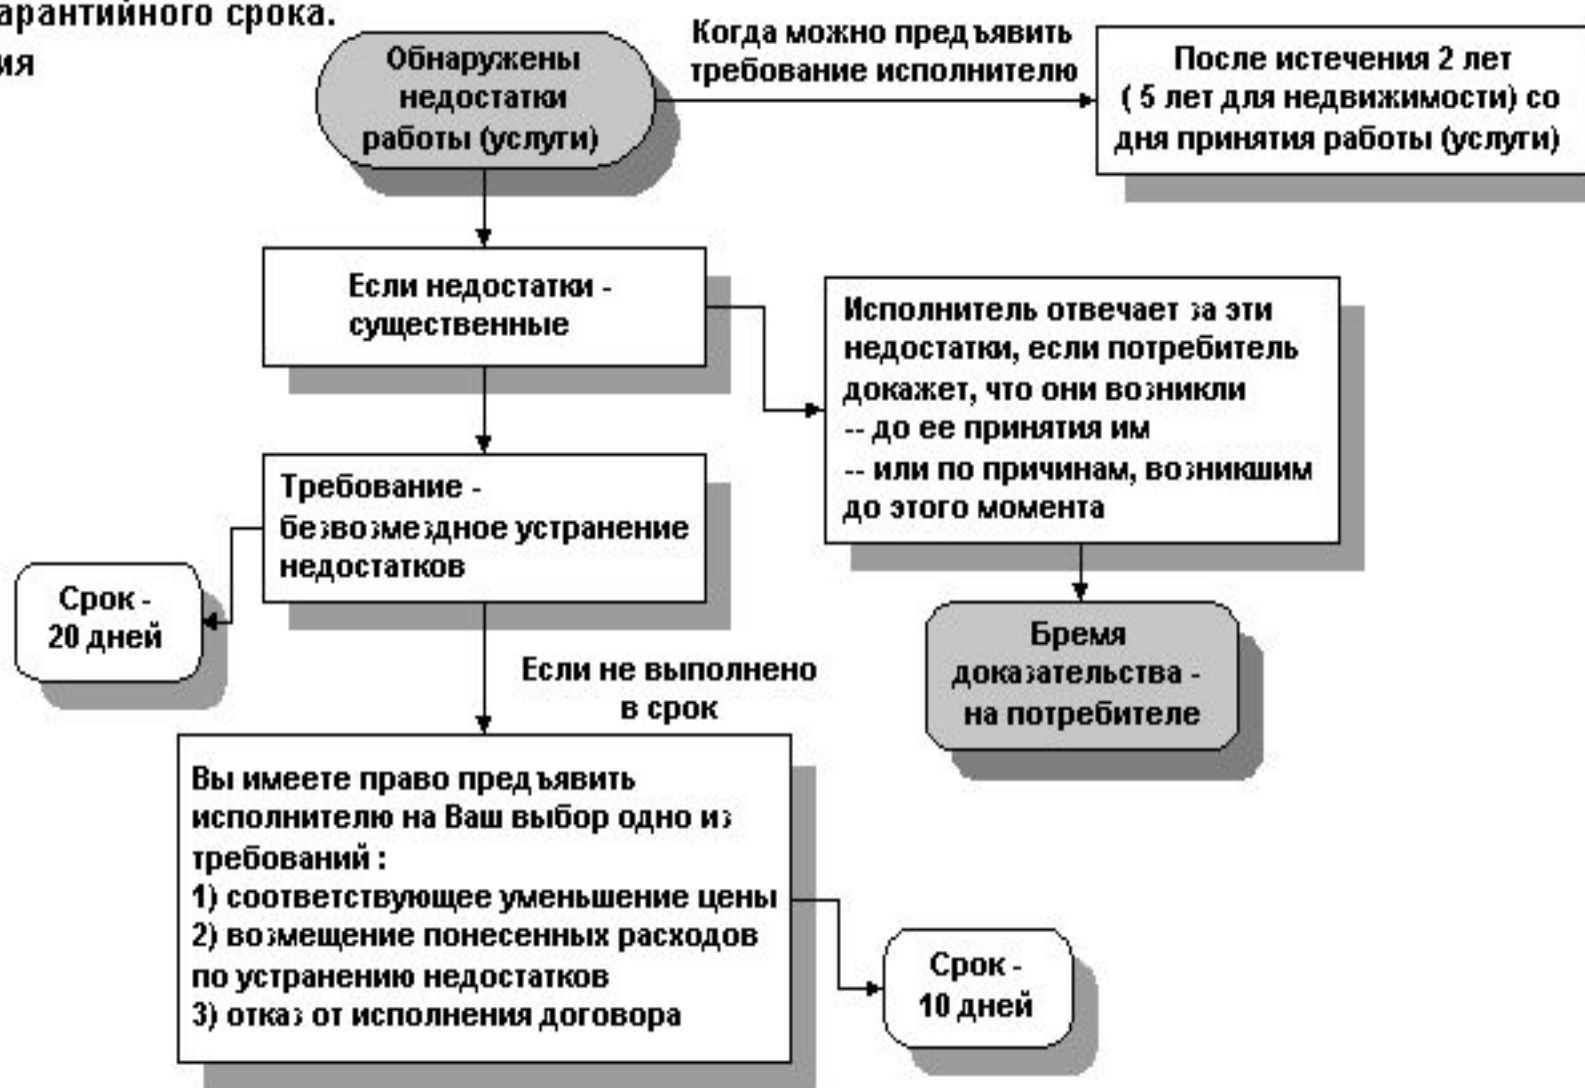 арантийного срока.
ия
Обнаружены
недостатки
работы (услуги)
Когда можно предъявить
требование исполнителю
После истечения 2 лет
( 5 лет для недвижимости) со
дня принятия работы (услуги)
Если недостатки -
существенные
Исполнитель отвечает за эти
недостатки, если потребитель
докажет, что они возникли
-- до ее принятия им
-- или по причинам, возникшим
до этого момента
Требование -
безвозмездное устранение
недостатков
Срок -
20 дней
Бремя
доказательства -
на потребителе
Если не выполнено
в срок
Вы имеете право предъявить
исполнителю на Ваш выбор одно из
требований :
1) соответствующее уменьшение цены
2) возмещение понесенных расходов
по устранению недостатков
3) отказ от исполнения договора
Срок -
10 дней